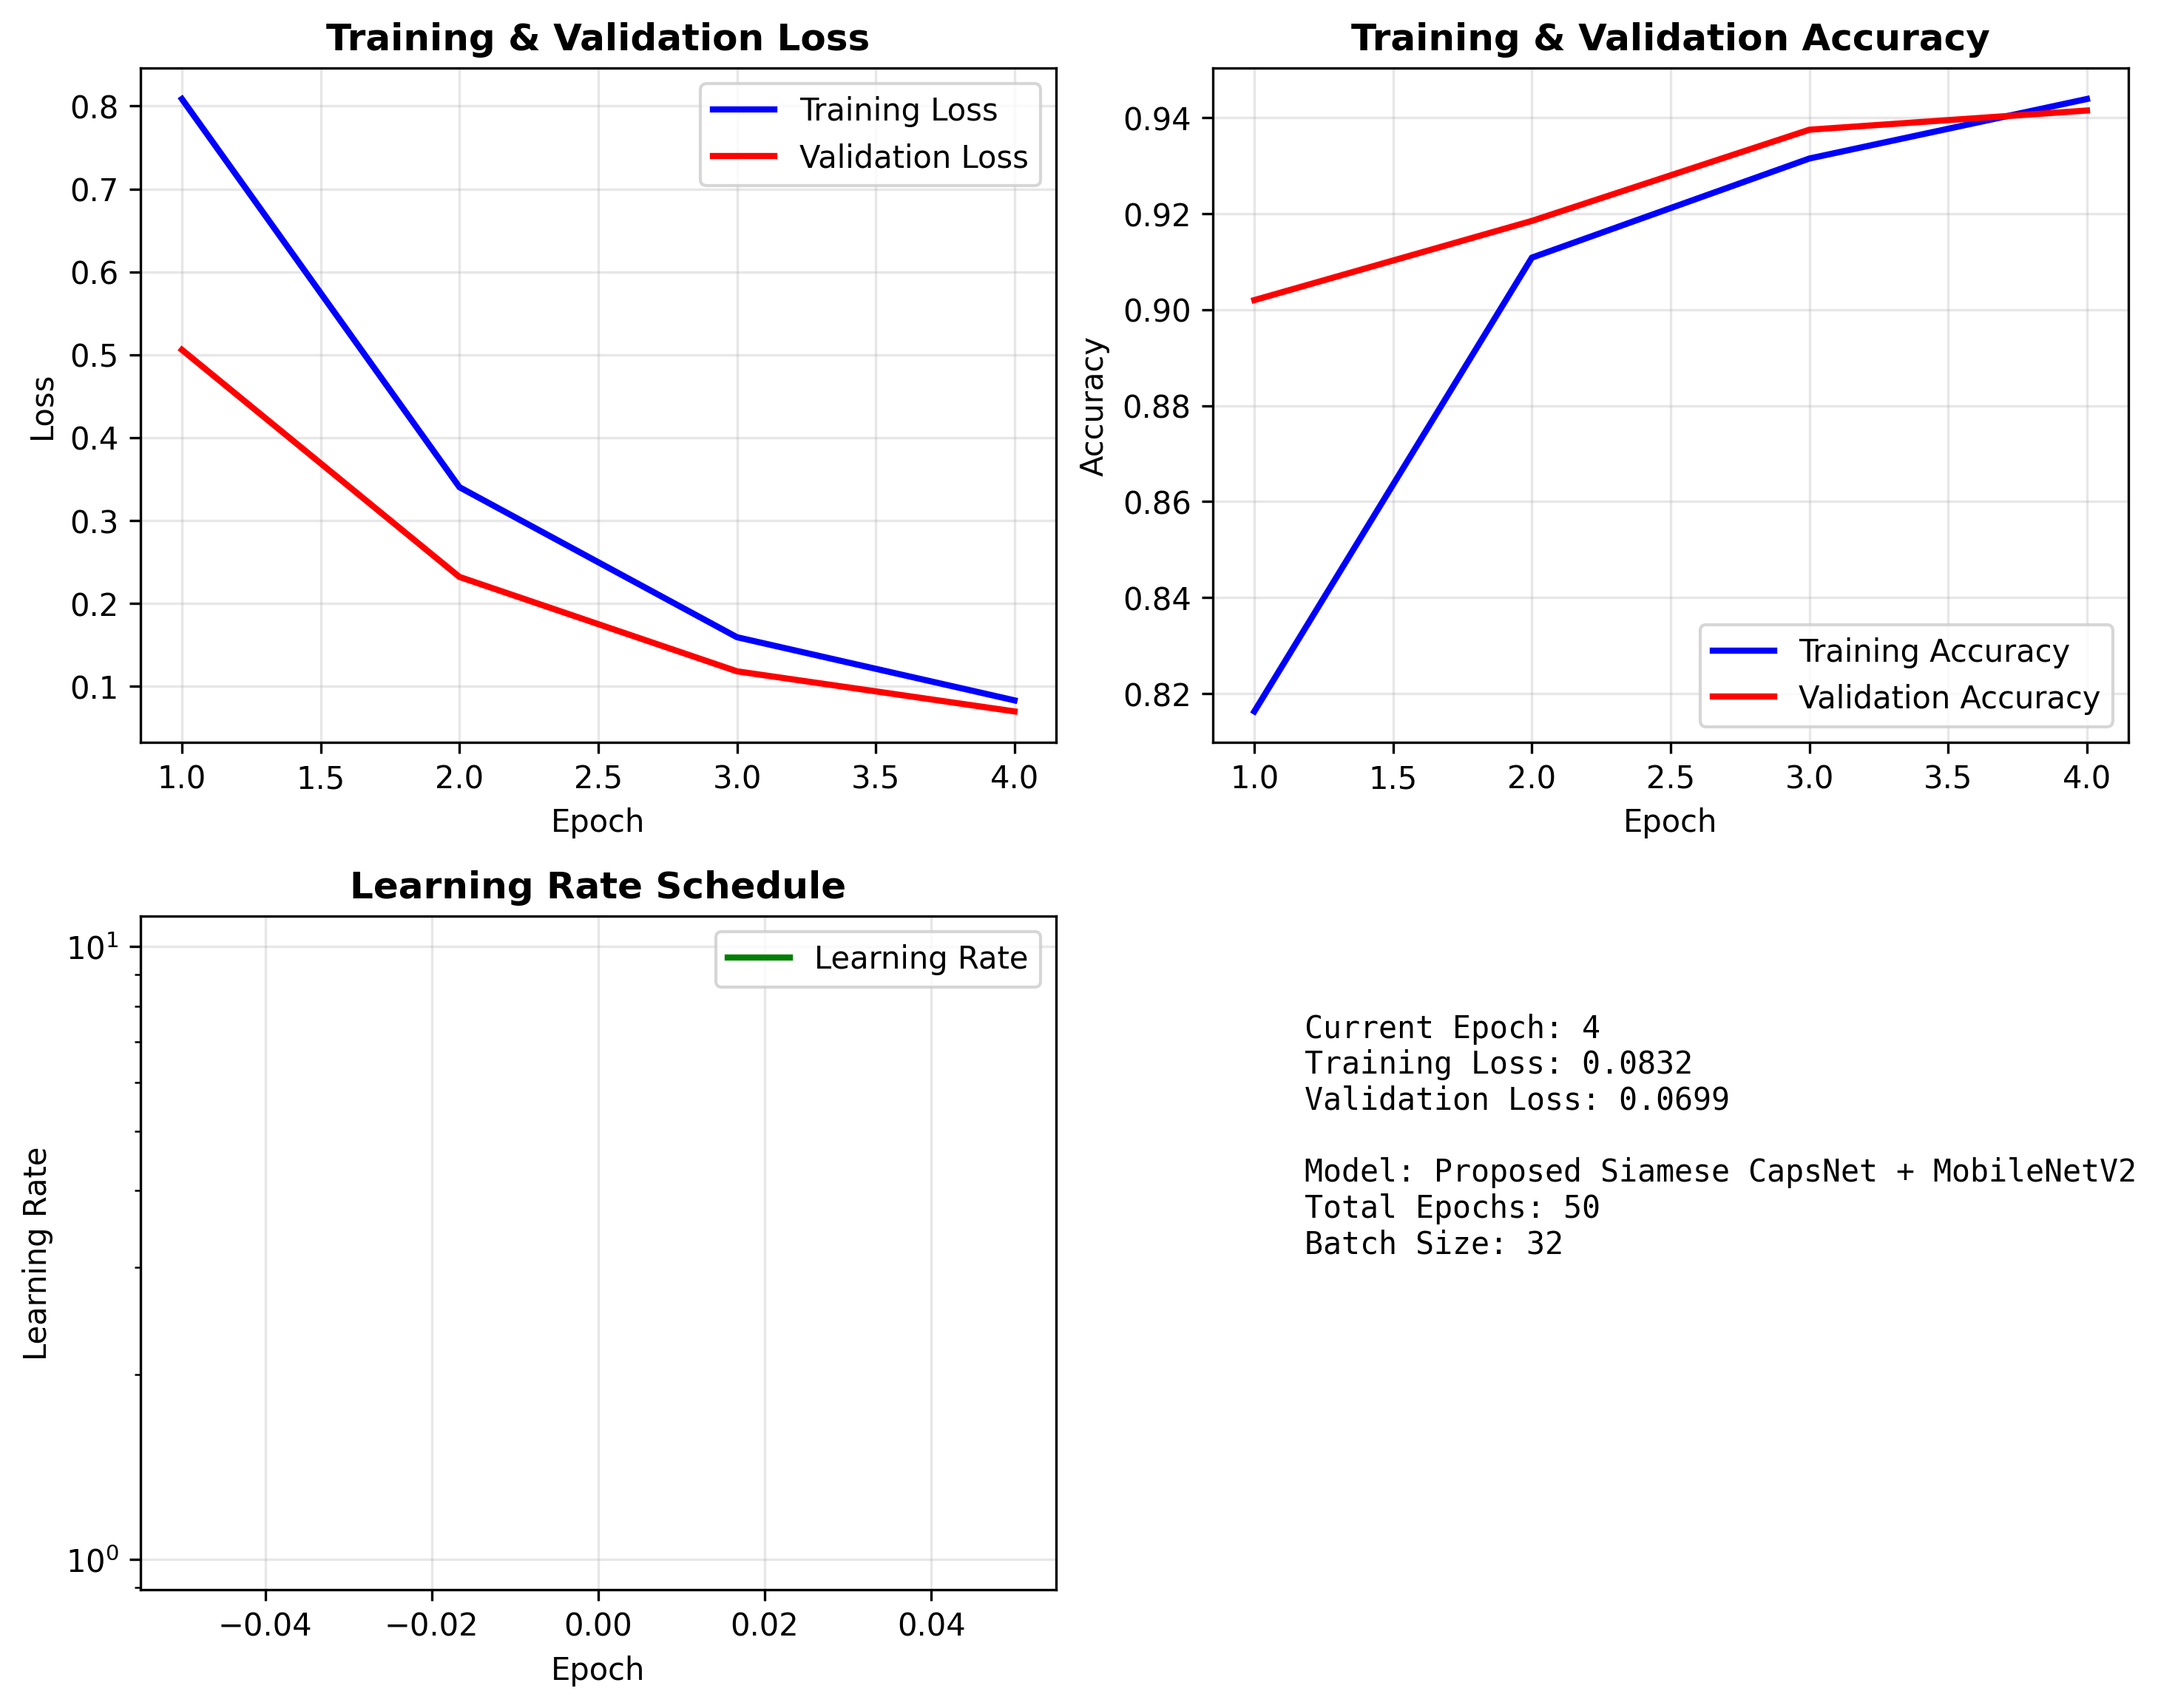 Training & Validation Loss
Training Loss
Validation Loss
Loss
0.8
0.7
0.6
0.5
0.4
0.3
0.2
0.1
1.0 1.5 2.0 2.5 3.0 3.5 4.0
Epoch
Training & Validation Accuracy
Training Accuracy
Validation Accuracy
Accuracy
0.94
0.92
0.90
0.88
0.86
0.84
0.82
1.0 1.5 2.0 2.5 3.0 3.5 4.0
Epoch
Learning Rate Schedule
Learning Rate
Learning Rate
10¹
10⁰
−0.04 −0.02 0.00 0.02 0.04
Epoch
Current Epoch: 4
Training Loss: 0.0832
Validation Loss: 0.0699
Model: Proposed Siamese CapsNet + MobileNetV2
Total Epochs: 50
Batch Size: 32